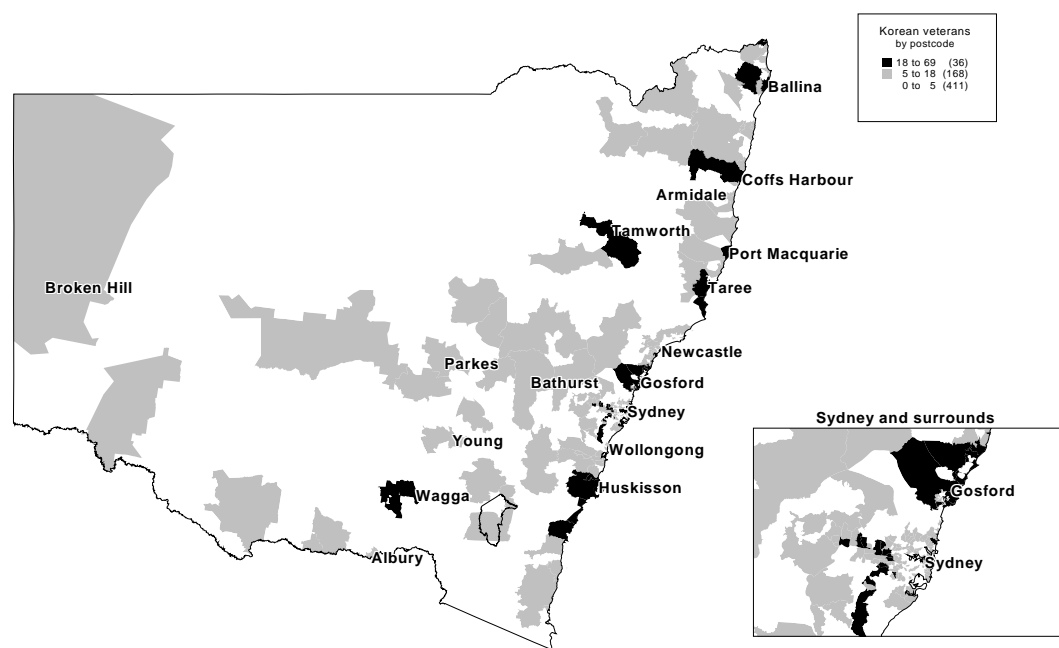 Korean veterans
by postcode
18 to 69 (36)
5 to 18 (168)
0 to 5 (411)
Ballina
Coffs Harbour
Armidale
Tamworth
Port Macquarie
Broken Hill
Taree
Newcastle
Parkes
Bathurst
Gosford
Sydney
Sydney and surrounds
Young
Wollongong
Huskisson
Wagga
Gosford
Albury
Sydney